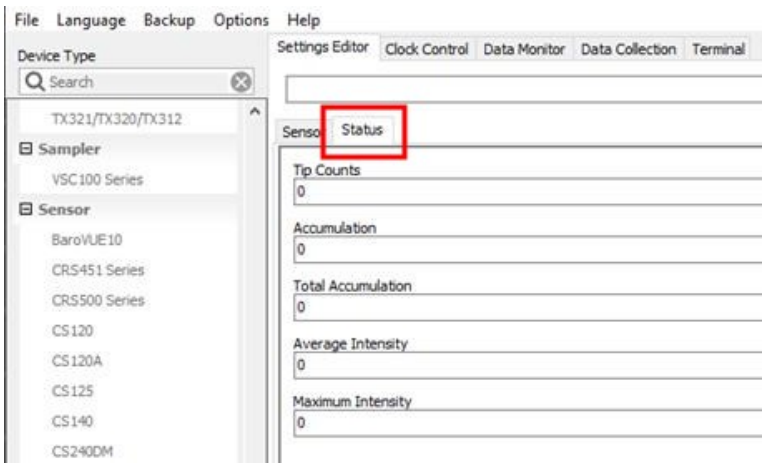 File Language Backup Options Help
Device Type
Search
TX321/TX320/TX312
Sampler
VSC100 Series
Sensor
BaroVUE10
CRS451 Series
CRS500 Series
CS120
CS120A
CS125
CS140
CS240DM
Settings Editor Clock Control Data Monitor Data Collection Terminal
Senso Status
Tip Counts
0
Accumulation
0
Total Accumulation
0
Average Intensity
0
Maximum Intensity
0